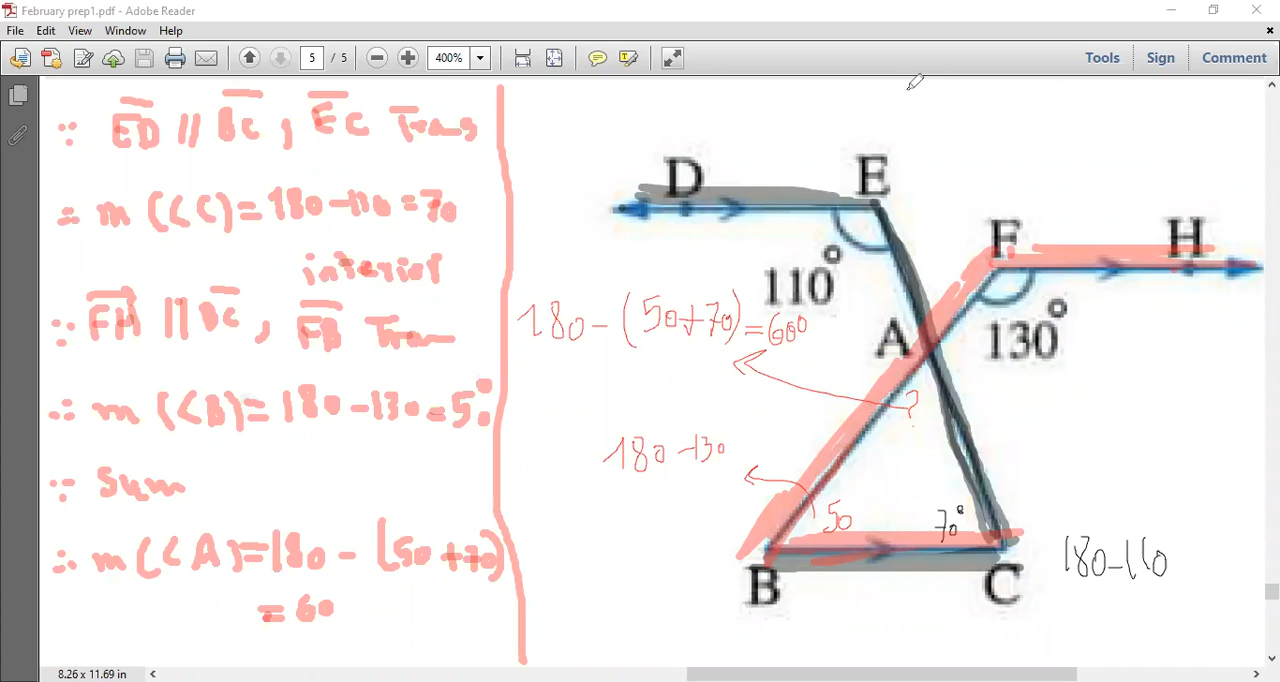 February prep1.pdf - Adobe Reader
File Edit View Window Help
5 / 5 400% Tools Sign Comment
∵ ED // BC , EC Trans
∴ m(<C)=180-110=70
interior
∵ FH // BC , FB Tran
∴ m(<B)=180-130=5°
∵ sum
∴ m(<A)=180-(50+70)
=60
D E
F H
110°
130°
180-(50+70)=60°
A
?
180-130
50
70°
B C
180-110
8.26 x 11.69 in